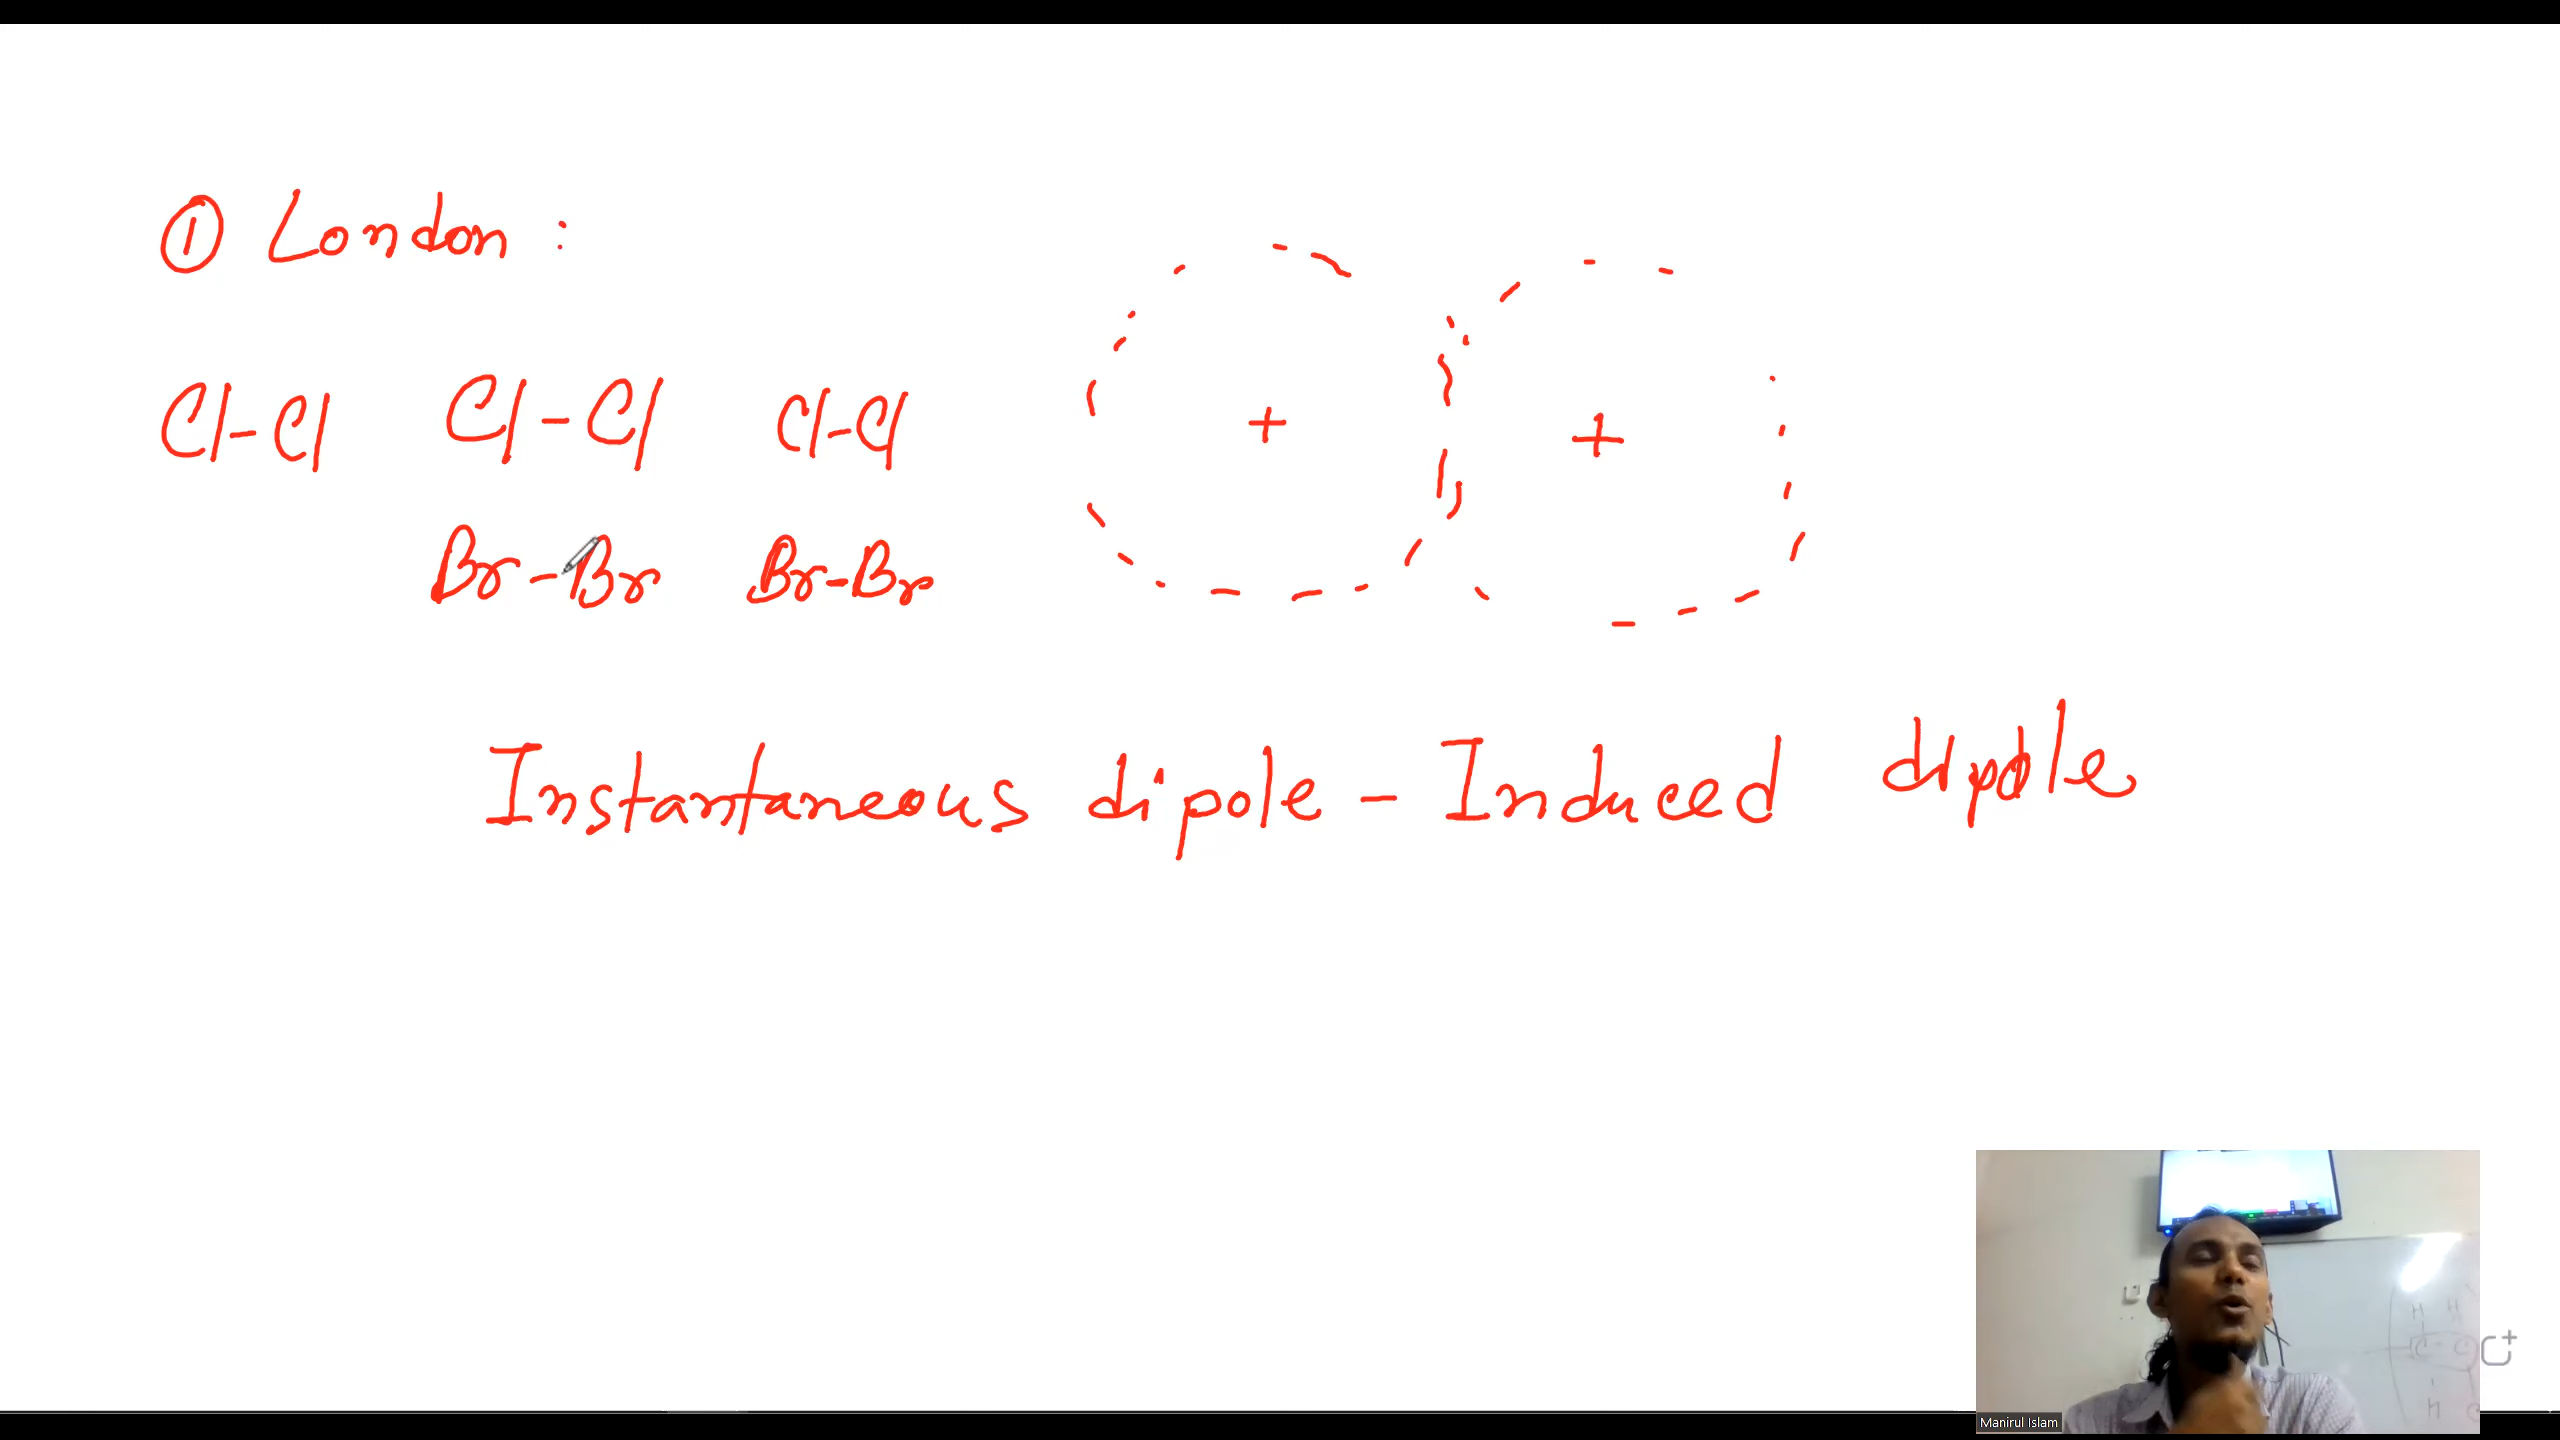 ① London :
Cl-Cl Cl-Cl Cl-Cl
Br-Br Br-Br
+ +
Instantaneous dipole - Induced dipole
Manirul Islam